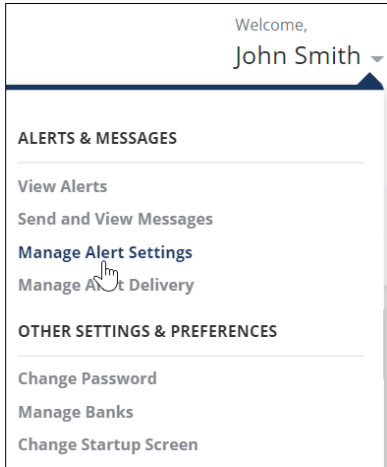 Welcome,
John Smith
ALERTS & MESSAGES
View Alerts
Send and View Messages
Manage Alert Settings
Manage Alert Delivery
OTHER SETTINGS & PREFERENCES
Change Password
Manage Banks
Change Startup Screen